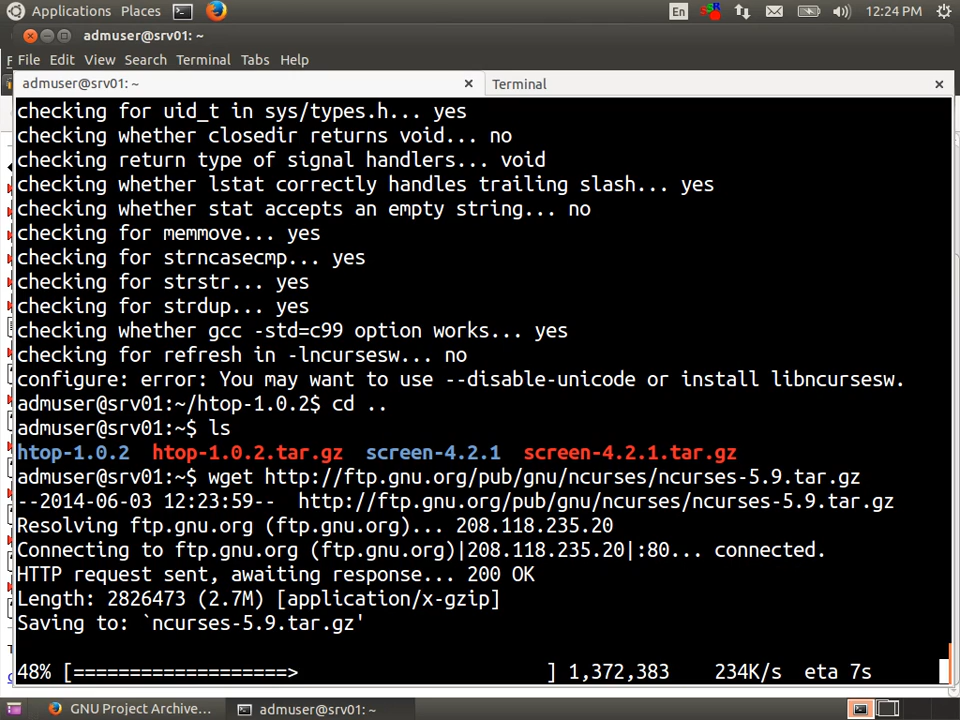 Applications Places En 12:24 PM
admuser@srv01: ~
File Edit View Search Terminal Tabs Help
admuser@srv01: ~ × Terminal ×
checking for uid_t in sys/types.h... yes
checking whether closedir returns void... no
checking return type of signal handlers... void
checking whether lstat correctly handles trailing slash... yes
checking whether stat accepts an empty string... no
checking for memmove... yes
checking for strncasecmp... yes
checking for strstr... yes
checking for strdup... yes
checking whether gcc -std=c99 option works... yes
checking for refresh in -lncursesw... no
configure: error: You may want to use --disable-unicode or install libncursesw.
admuser@srv01:~/htop-1.0.2$ cd ..
admuser@srv01:~$ ls
htop-1.0.2  htop-1.0.2.tar.gz  screen-4.2.1  screen-4.2.1.tar.gz
admuser@srv01:~$ wget http://ftp.gnu.org/pub/gnu/ncurses/ncurses-5.9.tar.gz
--2014-06-03 12:23:59--  http://ftp.gnu.org/pub/gnu/ncurses/ncurses-5.9.tar.gz
Resolving ftp.gnu.org (ftp.gnu.org)... 208.118.235.20
Connecting to ftp.gnu.org (ftp.gnu.org)|208.118.235.20|:80... connected.
HTTP request sent, awaiting response... 200 OK
Length: 2826473 (2.7M) [application/x-gzip]
Saving to: `ncurses-5.9.tar.gz'
48% [===================>                      ] 1,372,383    234K/s  eta 7s
GNU Project Archive... admuser@srv01: ~